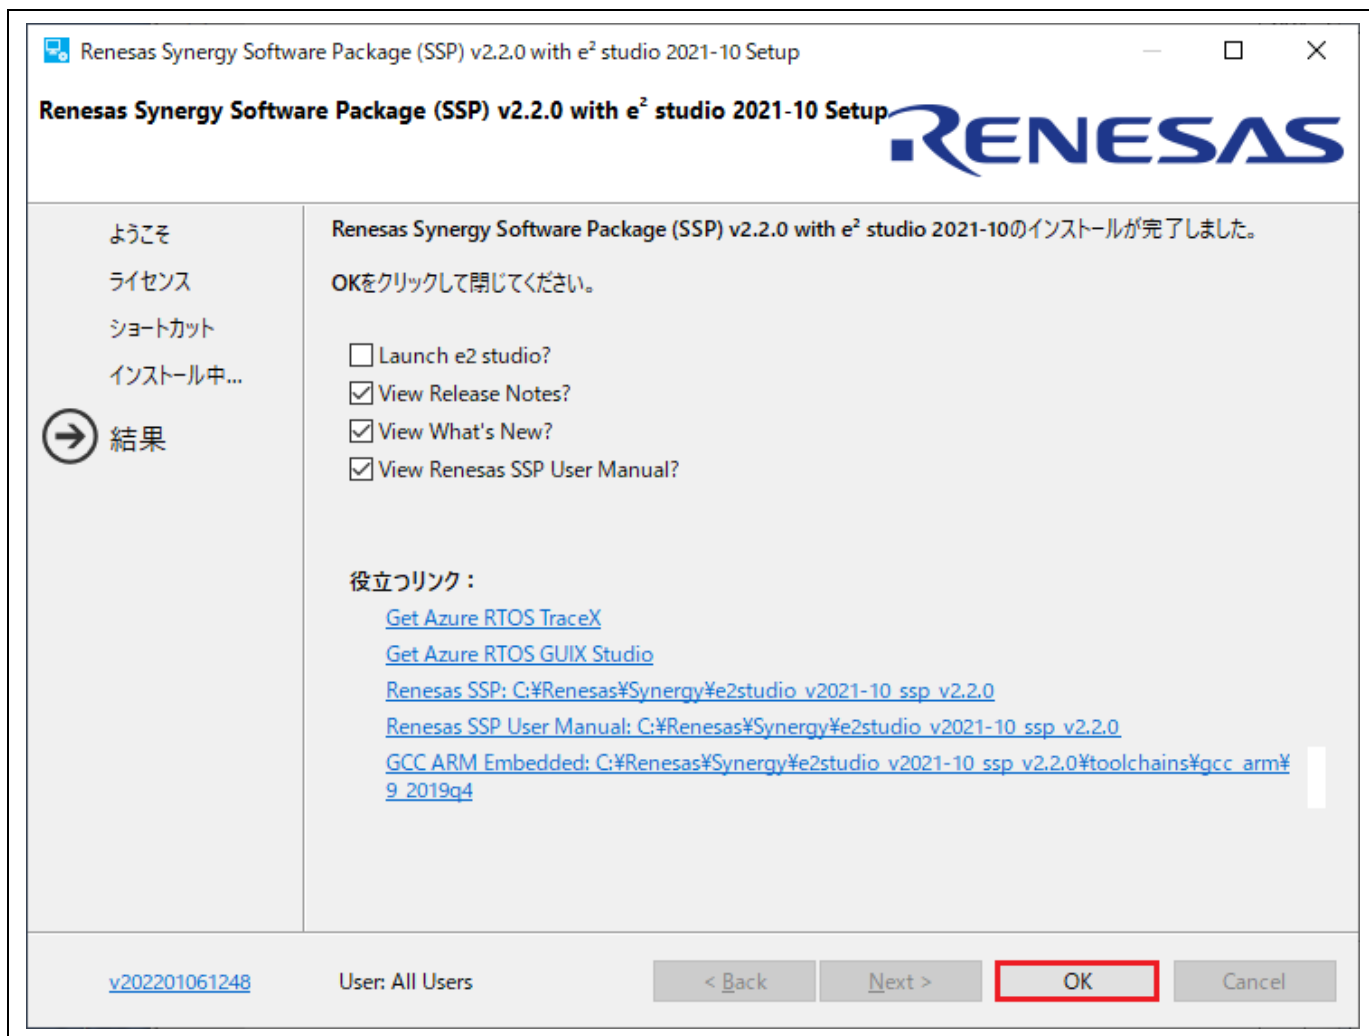 Renesas Synergy Software Package (SSP) v2.2.0 with e² studio 2021-10 Setup
Renesas Synergy Software Package (SSP) v2.2.0 with e² studio 2021-10 Setup
RENESAS
ようこそ
ライセンス
ショートカット
インストール中...
結果
Renesas Synergy Software Package (SSP) v2.2.0 with e² studio 2021-10のインストールが完了しました。
OKをクリックして閉じてください。
Launch e2 studio?
View Release Notes?
View What's New?
View Renesas SSP User Manual?
役立つリンク：
Get Azure RTOS TraceX
Get Azure RTOS GUIX Studio
Renesas SSP: C:¥Renesas¥Synergy¥e2studio_v2021-10_ssp_v2.2.0
Renesas SSP User Manual: C:¥Renesas¥Synergy¥e2studio_v2021-10_ssp_v2.2.0
GCC ARM Embedded: C:¥Renesas¥Synergy¥e2studio_v2021-10_ssp_v2.2.0¥toolchains¥gcc_arm¥
9_2019q4
v202201061248
User: All Users
< Back
Next >
OK
Cancel